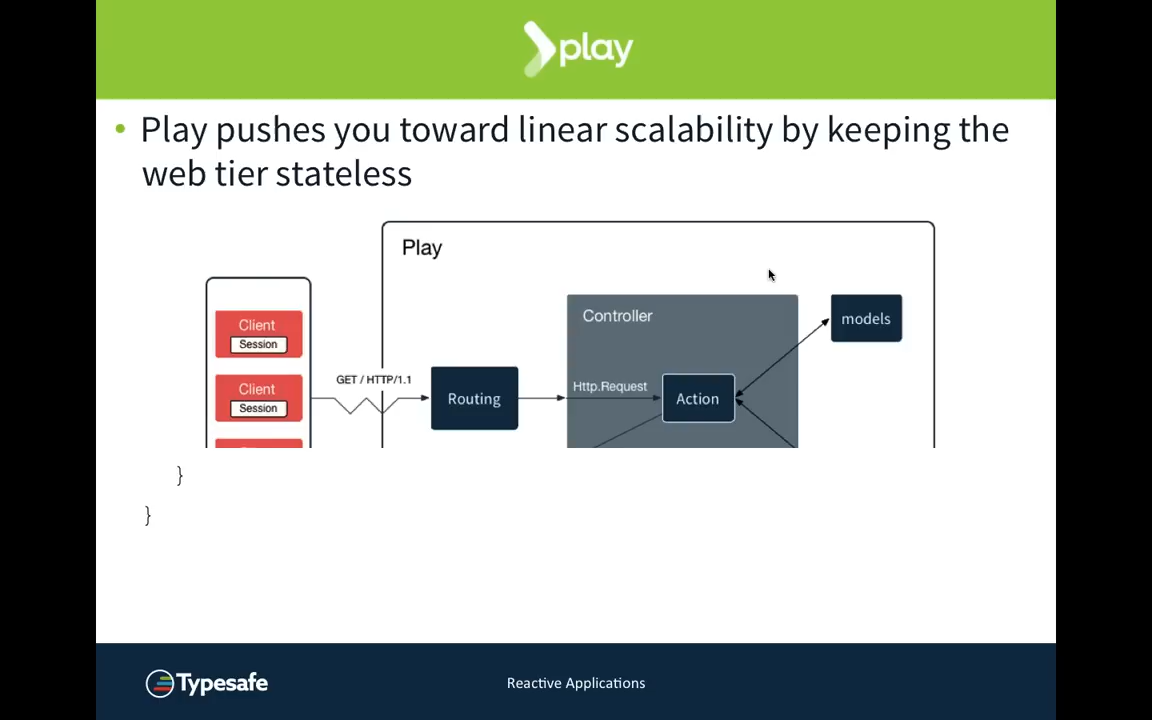 play
• Play pushes you toward linear scalability by keeping the
web tier stateless
Play
Controller
Client
Session
models
GET / HTTP/1.1
Http.Request
Client
Session
Routing
Action
}
}
Typesafe
Reactive Applications